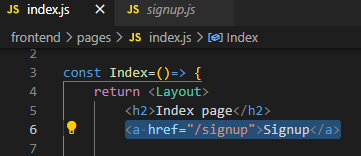 JS index.js JS signup.js
frontend > pages > JS index.js > Index
2
3 const Index=()=> {
4 return <Layout>
5 <h2>Index page</h2>
6 <a href="/signup">Signup</a>